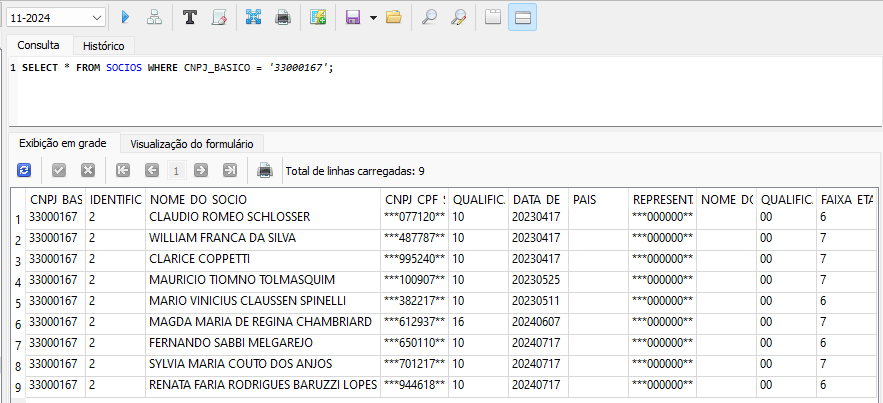 11-2024
Consulta Histórico
1 SELECT * FROM SOCIOS WHERE CNPJ_BASICO = '33000167';
Exibição em grade Visualização do formulário
1 Total de linhas carregadas: 9
CNPJ BAS IDENTIFIC NOME DO SOCIO CNPJ CPF S QUALIFIC DATA DE PAIS REPRESENT NOME DO QUALIFIC FAIXA ETA
1 33000167 2 CLAUDIO ROMEO SCHLOSSER ***077120** 10 20230417 ***000000** 00 6
2 33000167 2 WILLIAM FRANCA DA SILVA ***487787** 10 20230417 ***000000** 00 7
3 33000167 2 CLARICE COPPETTI ***995240** 10 20230417 ***000000** 00 7
4 33000167 2 MAURICIO TIOMNO TOLMASQUIM ***100907** 10 20230525 ***000000** 00 7
5 33000167 2 MARIO VINICIUS CLAUSSEN SPINELLI ***382217** 10 20230511 ***000000** 00 6
6 33000167 2 MAGDA MARIA DE REGINA CHAMBRIARD ***612937** 16 20240607 ***000000** 00 7
7 33000167 2 FERNANDO SABBI MELGAREJO ***650110** 10 20240717 ***000000** 00 6
8 33000167 2 SYLVIA MARIA COUTO DOS ANJOS ***701217** 10 20240717 ***000000** 00 7
9 33000167 2 RENATA FARIA RODRIGUES BARUZZI LOPES ***944618** 10 20240717 ***000000** 00 6